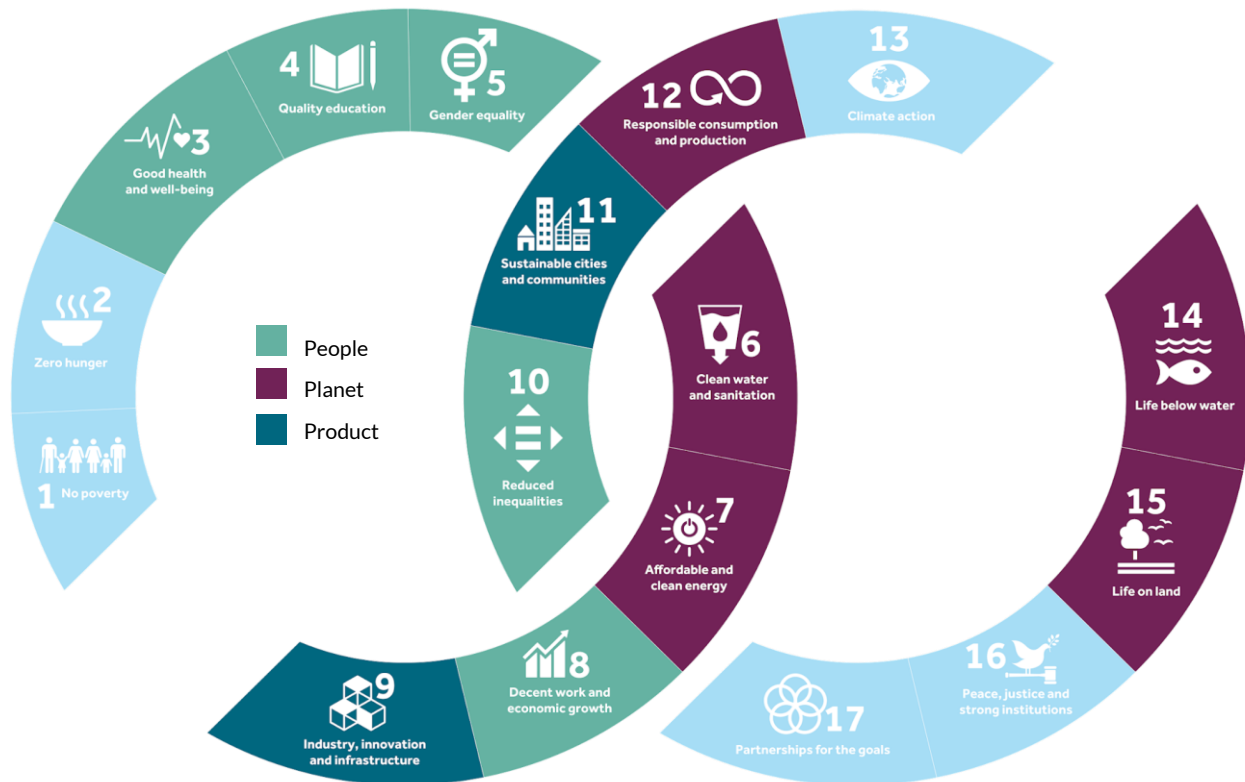 1
No poverty
2
Zero hunger
3
Good health
and well-being
4
Quality education
5
Gender equality
People
Planet
Product
6
Clean water
and sanitation
7
Affordable and
clean energy
8
Decent work and
economic growth
9
Industry, innovation
and infrastructure
10
Reduced
inequalities
11
Sustainable cities
and communities
12
Responsible consumption
and production
13
Climate action
14
Life below water
15
Life on land
16
Peace, justice and
strong institutions
17
Partnerships for the goals